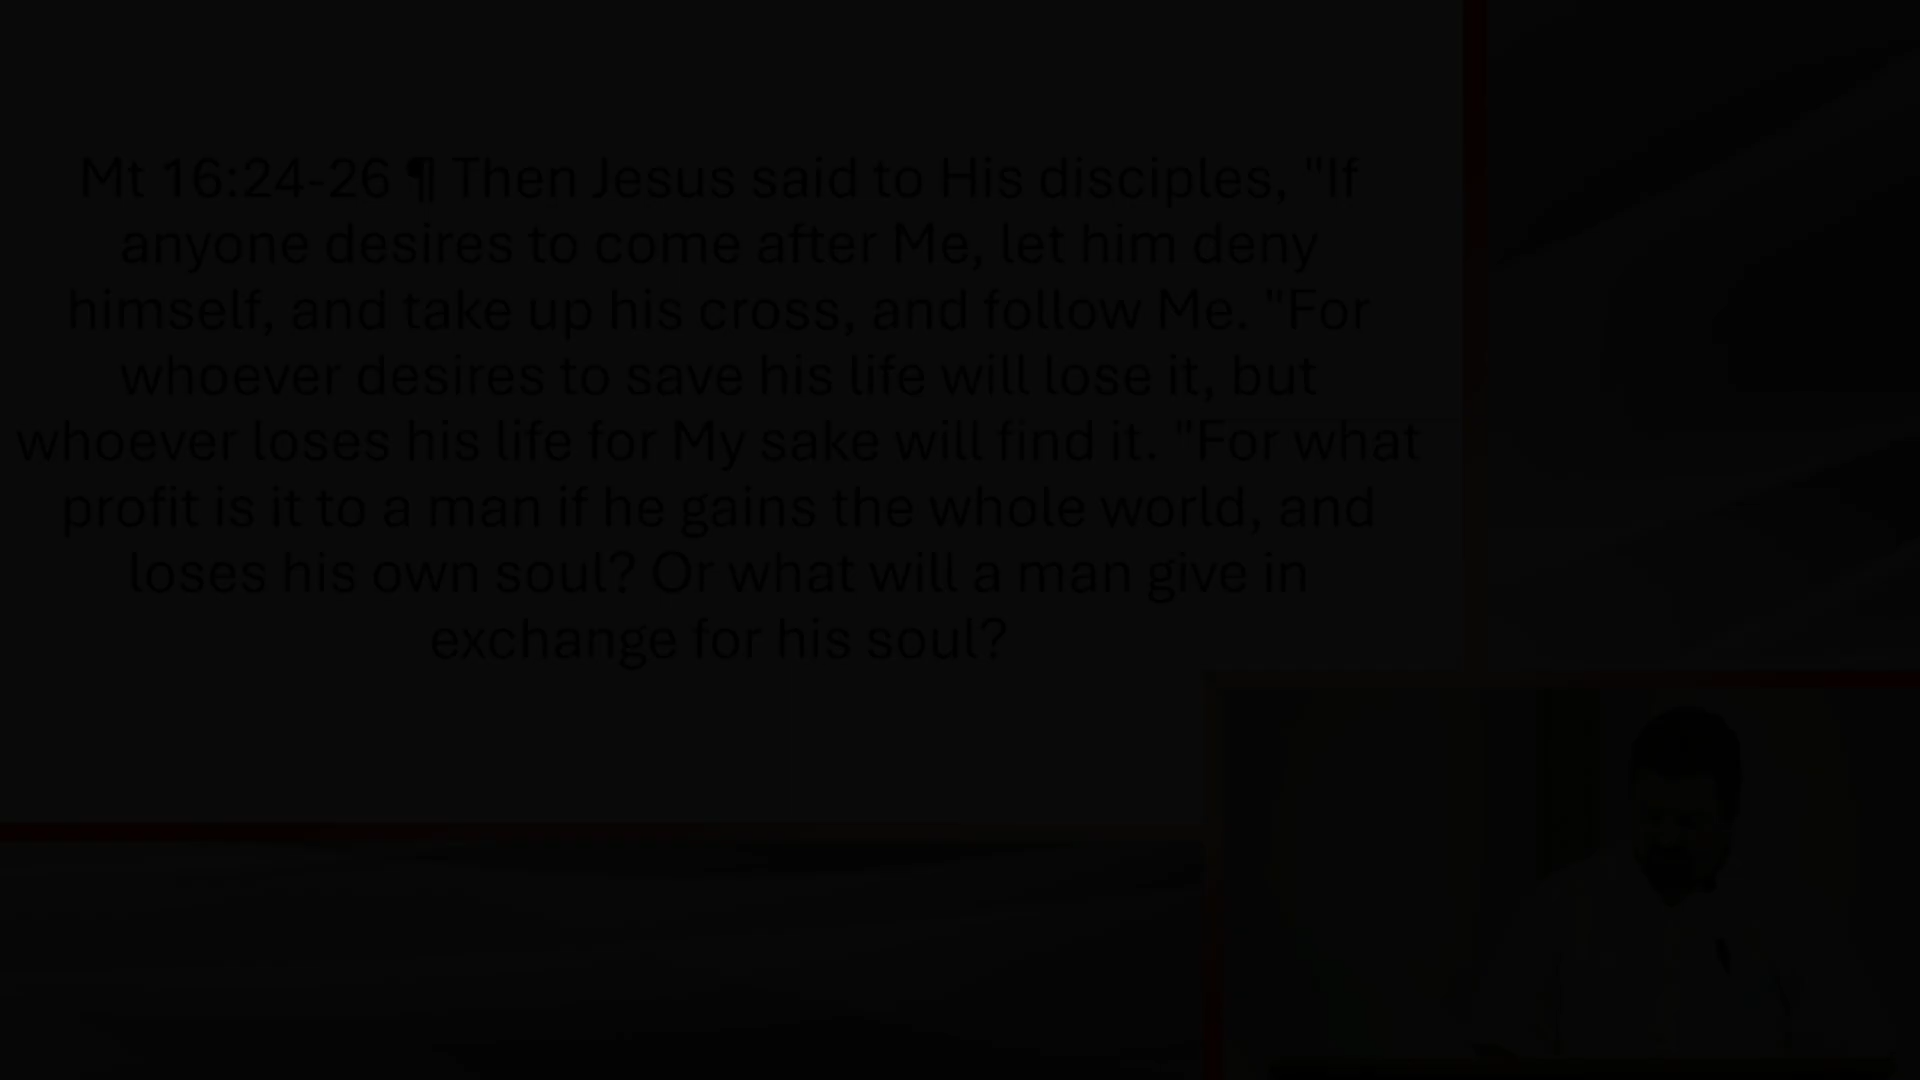 Mt 16:24-26 ¶ Then Jesus said to His disciples, "If
anyone desires to come after Me, let him deny
himself, and take up his cross, and follow Me. "For
whoever desires to save his life will lose it, but
whoever loses his life for My sake will find it. "For what
profit is it to a man if he gains the whole world, and
loses his own soul? Or what will a man give in
exchange for his soul?